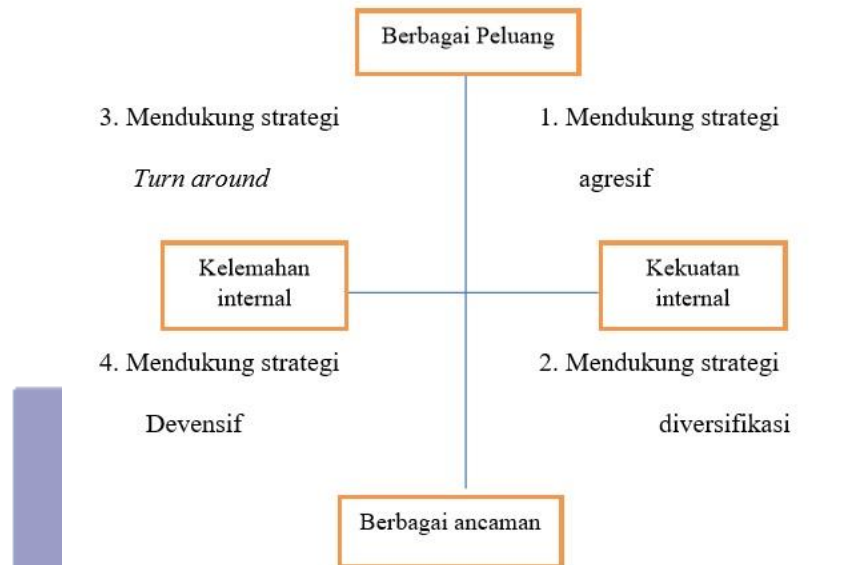 Berbagai Peluang
3. Mendukung strategi
Turn around
1. Mendukung strategi
agresif
Kelemahan
internal
Kekuatan
internal
4. Mendukung strategi
Devensif
2. Mendukung strategi
diversifikasi
Berbagai ancaman